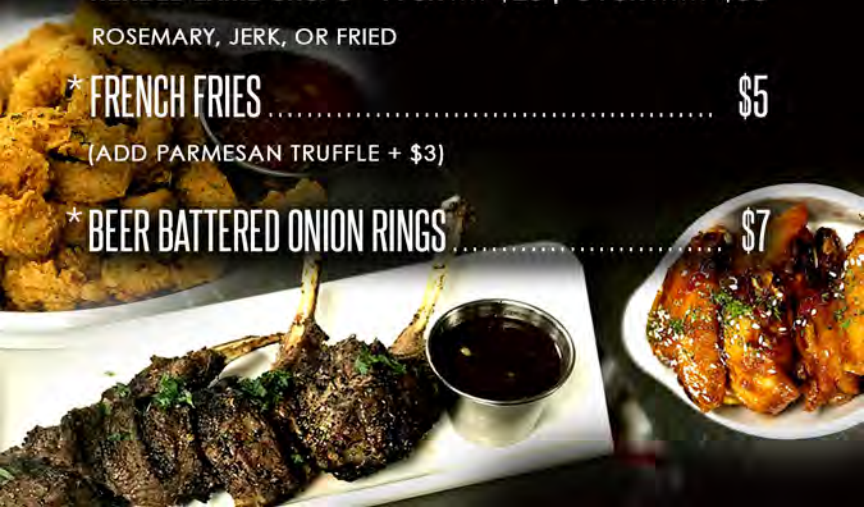 ROSEMARY, JERK, OR FRIED
* FRENCH FRIES ........................................................ $5
(ADD PARMESAN TRUFFLE + $3)
* BEER BATTERED ONION RINGS ................................. $7